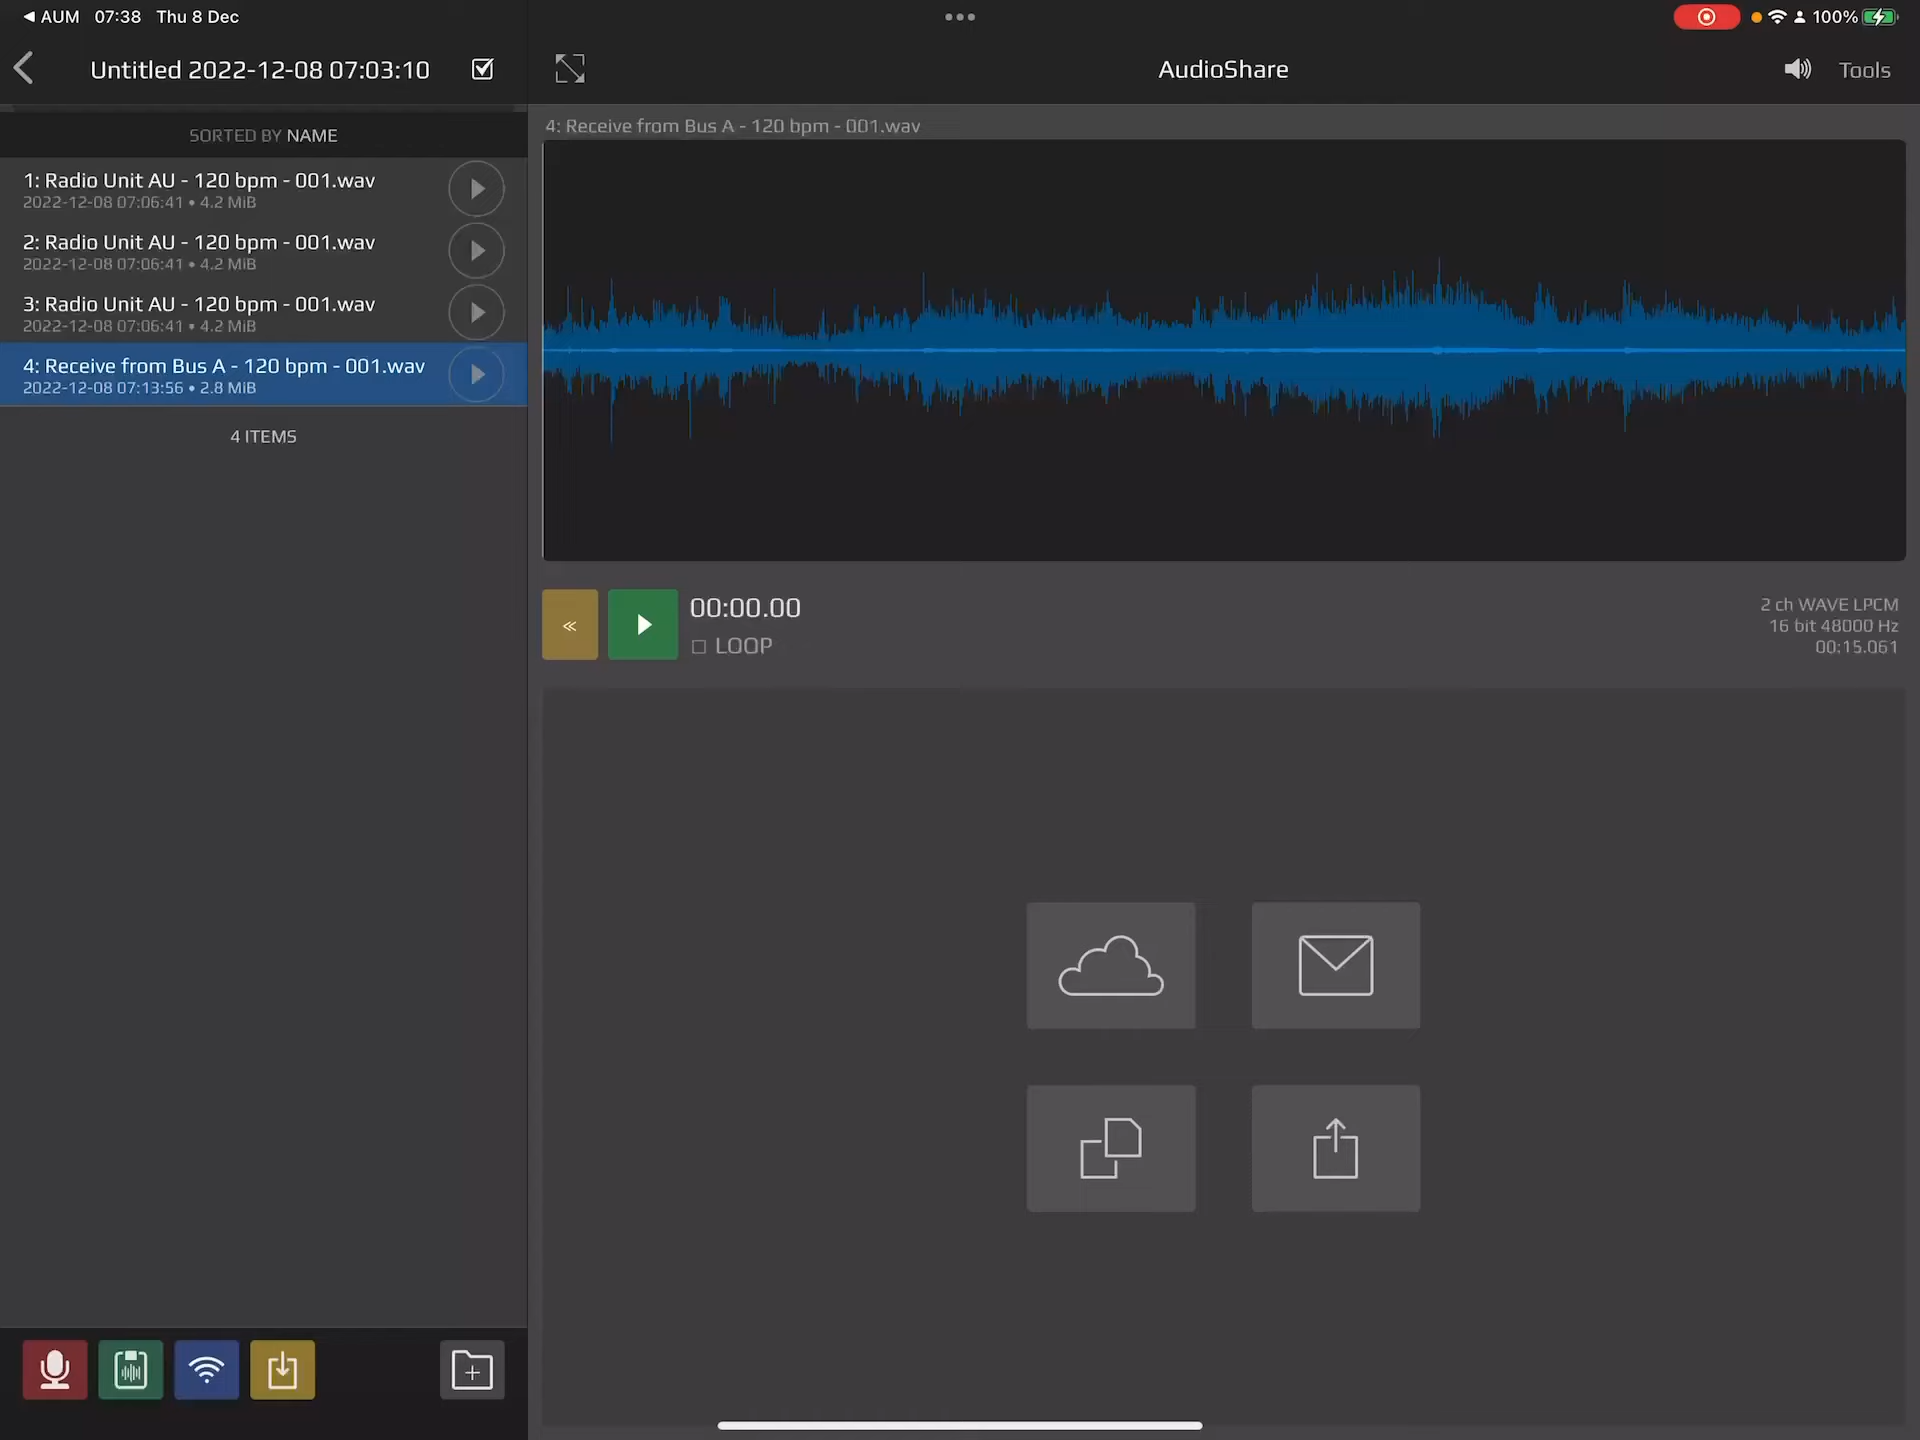 ◀ AUM 07:38 Thu 8 Dec
100%
Untitled 2022-12-08 07:03:10
AudioShare
Tools
SORTED BY NAME
1: Radio Unit AU - 120 bpm - 001.wav
2022-12-08 07:06:41 • 4.2 MiB
2: Radio Unit AU - 120 bpm - 001.wav
2022-12-08 07:06:41 • 4.2 MiB
3: Radio Unit AU - 120 bpm - 001.wav
2022-12-08 07:06:41 • 4.2 MiB
4: Receive from Bus A - 120 bpm - 001.wav
2022-12-08 07:13:56 • 2.8 MiB
4 ITEMS
4: Receive from Bus A - 120 bpm - 001.wav
00:00.00
LOOP
2 ch WAVE LPCM
16 bit 48000 Hz
00:15.061